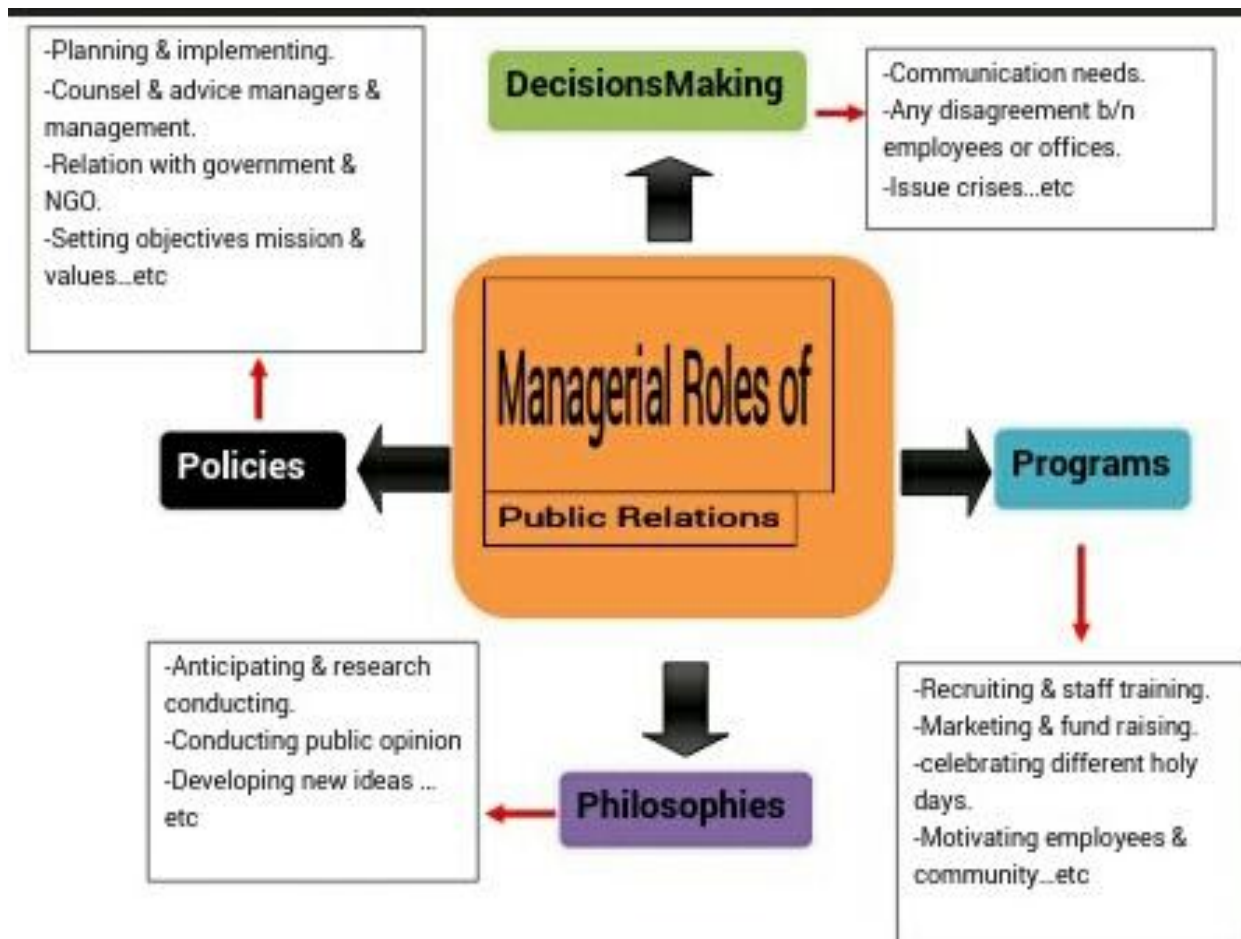 -Planning & implementing.
-Counsel & advice managers &
management.
-Relation with government &
NGO.
-Setting objectives mission &
values...etc
DecisionsMaking
-Communication needs.
-Any disagreement b/n
employees or offices.
-Issue crises...etc
Managerial Roles of
Public Relations
Policies
Programs
-Anticipating & research
conducting.
-Conducting public opinion
-Developing new ideas ...
etc
Philosophies
-Recruiting & staff training.
-Marketing & fund raising.
-celebrating different holy
days.
-Motivating employees &
community...etc